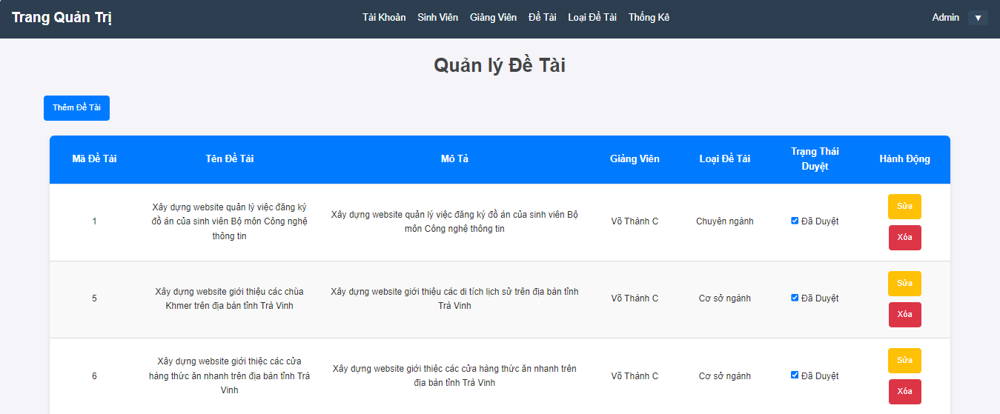 Trang Quản Trị
Tài Khoản Sinh Viên Giảng Viên Đề Tài Loại Đề Tài Thống Kê
Admin ▼
Quản lý Đề Tài
Thêm Đề Tài
Mã Đề Tài Tên Đề Tài Mô Tả Giảng Viên Loại Đề Tài Trạng Thái
Duyệt Hành Động
1
Xây dựng website quản lý việc đăng ký
đồ án của sinh viên Bộ môn Công nghệ
thông tin
Xây dựng website quản lý việc đăng ký đồ án của sinh viên Bộ
môn Công nghệ thông tin
Võ Thành C
Chuyên ngành
Đã Duyệt
Sửa
Xóa
5
Xây dựng website giới thiệu các chùa
Khmer trên địa bàn tỉnh Trà Vinh
Xây dựng website giới thiệu các di tích lịch sử trên địa bàn tỉnh
Trà Vinh
Võ Thành C
Cơ sở ngành
Đã Duyệt
Sửa
Xóa
6
Xây dựng website giới thiệc các cửa
hàng thức ăn nhanh trên địa bàn tỉnh Trà
Vinh
Xây dựng website giới thiệc các cửa hàng thức ăn nhanh trên
địa bàn tỉnh Trà Vinh
Võ Thành C
Cơ sở ngành
Đã Duyệt
Sửa
Xóa